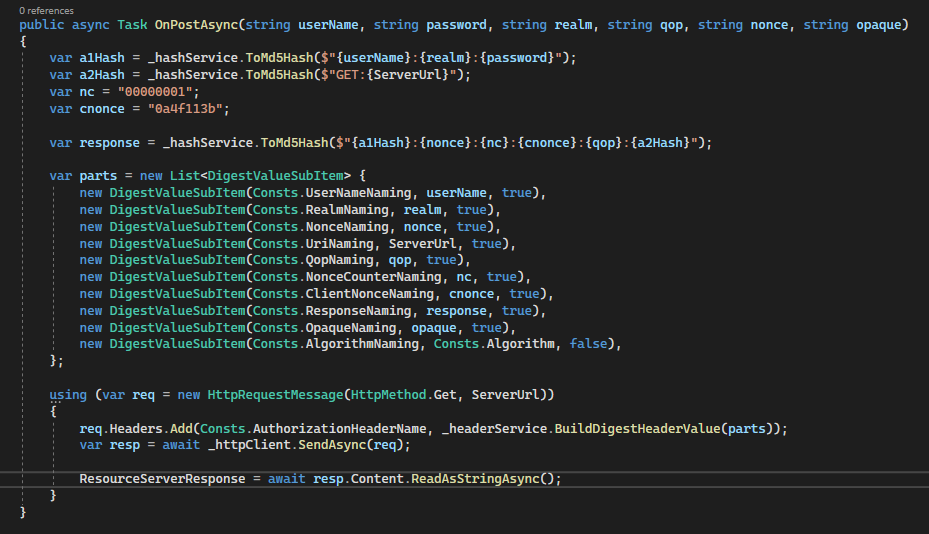 0 references
public async Task OnPostAsync(string userName, string password, string realm, string qop, string nonce, string opaque)
{
var a1Hash = _hashService.ToMd5Hash($"{userName}:{realm}:{password}");
var a2Hash = _hashService.ToMd5Hash($"GET:{ServerUrl}");
var nc = "00000001";
var cnonce = "0a4f113b";
var response = _hashService.ToMd5Hash($"{a1Hash}:{nonce}:{nc}:{cnonce}:{qop}:{a2Hash}");
var parts = new List<DigestValueSubItem> {
new DigestValueSubItem(Consts.UserNameNaming, userName, true),
new DigestValueSubItem(Consts.RealmNaming, realm, true),
new DigestValueSubItem(Consts.NonceNaming, nonce, true),
new DigestValueSubItem(Consts.UriNaming, ServerUrl, true),
new DigestValueSubItem(Consts.QopNaming, qop, true),
new DigestValueSubItem(Consts.NonceCounterNaming, nc, true),
new DigestValueSubItem(Consts.ClientNonceNaming, cnonce, true),
new DigestValueSubItem(Consts.ResponseNaming, response, true),
new DigestValueSubItem(Consts.OpaqueNaming, opaque, true),
new DigestValueSubItem(Consts.AlgorithmNaming, Consts.Algorithm, false),
};
using (var req = new HttpRequestMessage(HttpMethod.Get, ServerUrl))
{
req.Headers.Add(Consts.AuthorizationHeaderName, _headerService.BuildDigestHeaderValue(parts));
var resp = await _httpClient.SendAsync(req);
ResourceServerResponse = await resp.Content.ReadAsStringAsync();
}
}